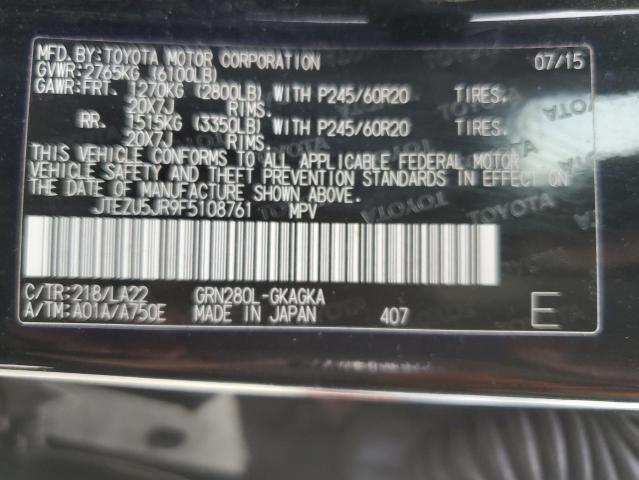 MFD.BY:TOYOTA MOTOR CORPORATION 07/15
GVWR:2765KG (6100LB)
GAWR:FRT. 1270KG (2800LB) WITH P245/60R20 TIRES.
20X7J RIMS.
RR. 1515KG (3350LB) WITH P245/60R20 TIRES.
20X7J RIMS.
THIS VEHICLE CONFORMS TO ALL APPLICABLE FEDERAL MOTOR
VEHICLE SAFETY AND THEFT PREVENTION STANDARDS IN EFFECT ON
THE DATE OF MANUFACTURE SHOWN ABOVE.
JTEZU5JR9F5108761 MPV
C/TR:218/LA22 GRN280L-GKAGKA
A/TM:A01A/A750E MADE IN JAPAN 407 E